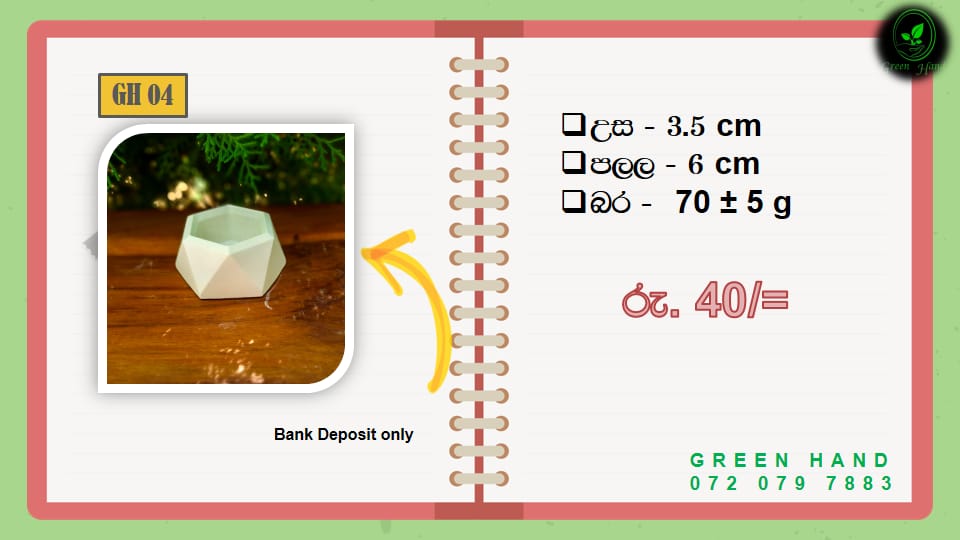 Green Hand
GH 04
❑උස - 3.5 cm
❑පළල - 6 cm
❑බර - 70 ± 5 g
රු. 40/=
Bank Deposit only
GREEN HAND
072 079 7883